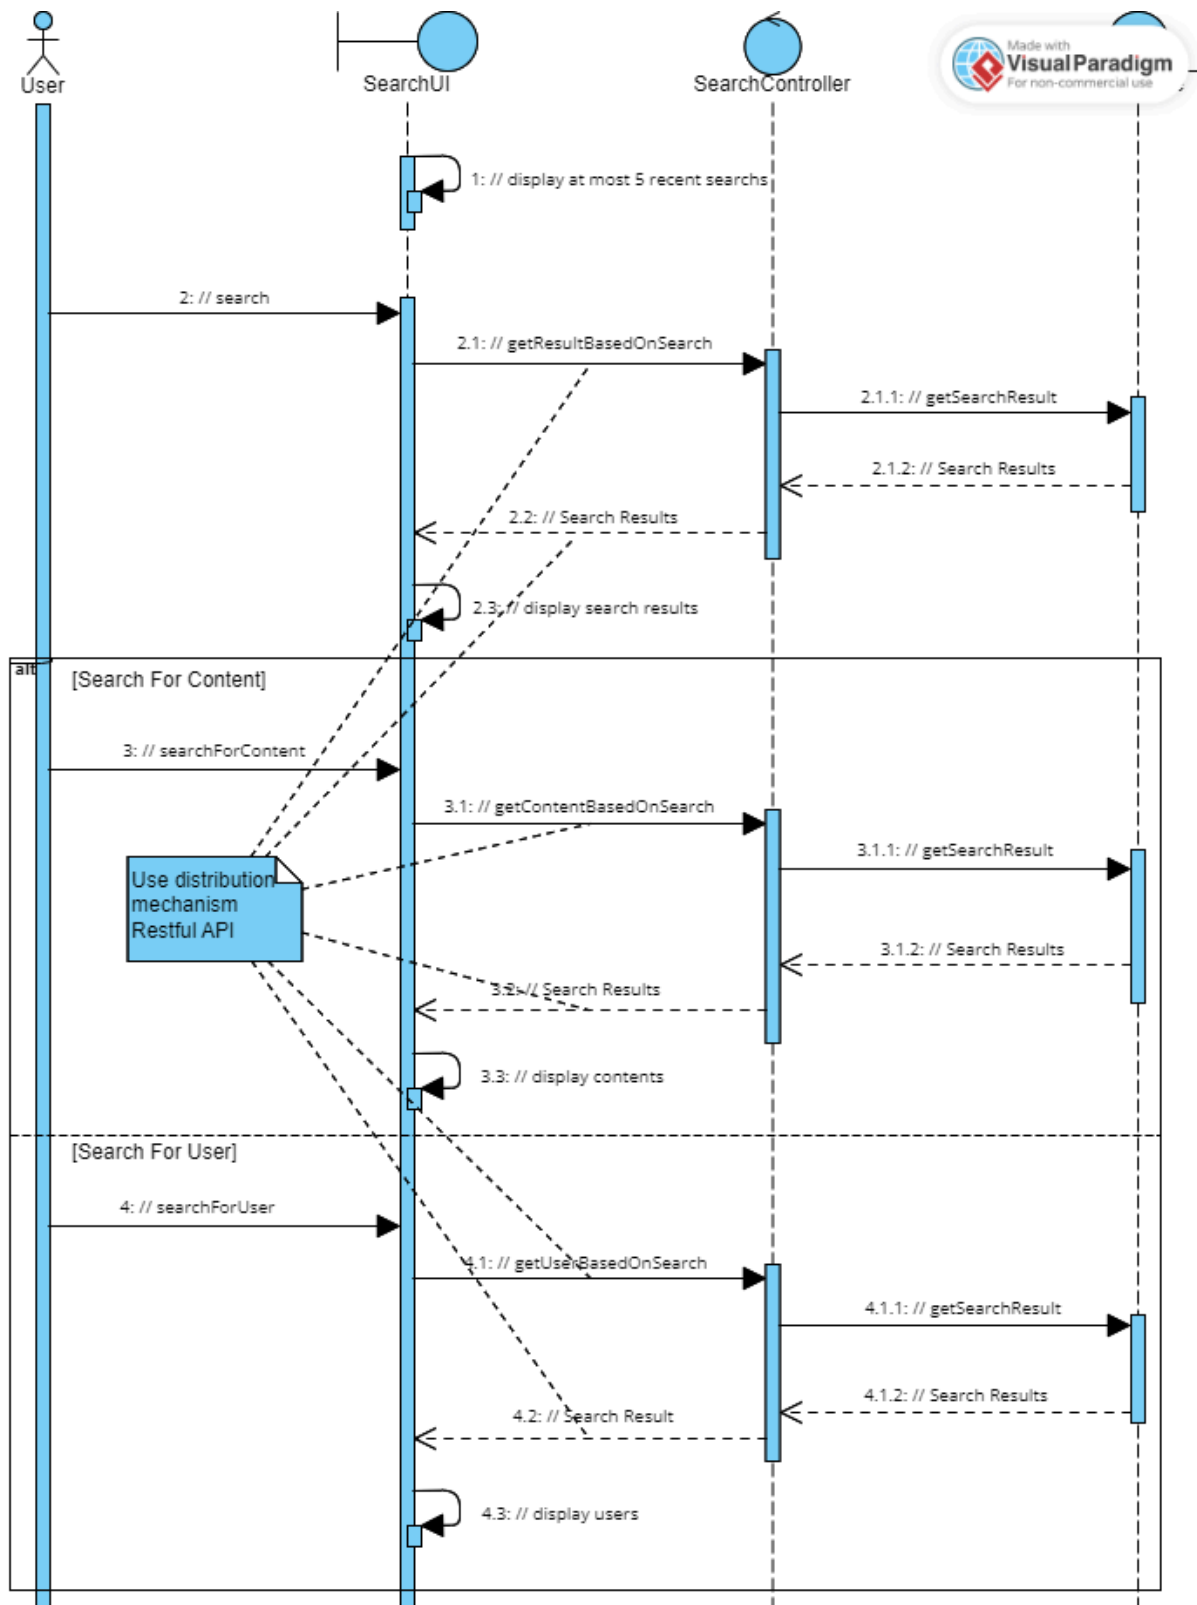 Made with
Visual Paradigm
For non-commercial use
User
SearchUI
SearchController
1: // display at most 5 recent searchs
2: // search
2.1: // getResultBasedOnSearch
2.1.1: // getSearchResult
2.1.2: // Search Results
2.2: // Search Results
2.3: // display search results
alt
[Search For Content]
3: // searchForContent
3.1: // getContentBasedOnSearch
3.1.1: // getSearchResult
Use distribution
mechanism
Restful API
3.1.2: // Search Results
3.2: // Search Results
3.3: // display contents
[Search For User]
4: // searchForUser
4.1: // getUserBasedOnSearch
4.1.1: // getSearchResult
4.1.2: // Search Results
4.2: // Search Result
4.3: // display users